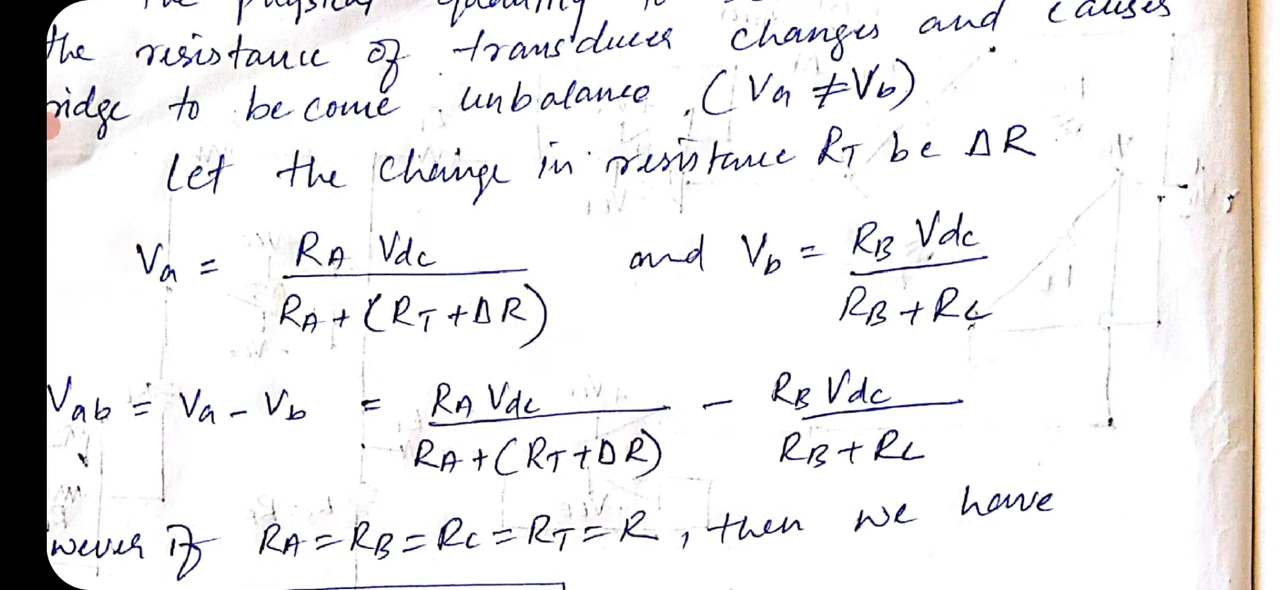 the resistance of transducer changes and causes
ridge to become unbalance. (Va ≠ Vb)
Let the change in resistance RT be ΔR
Va = RA Vdc / RA + (RT + ΔR) and Vb = RB Vdc / RB + RC
Vab = Va - Vb = RA Vdc / RA + (RT + ΔR) - RB Vdc / RB + RC
wever if RA = RB = RC = RT = R, then we have